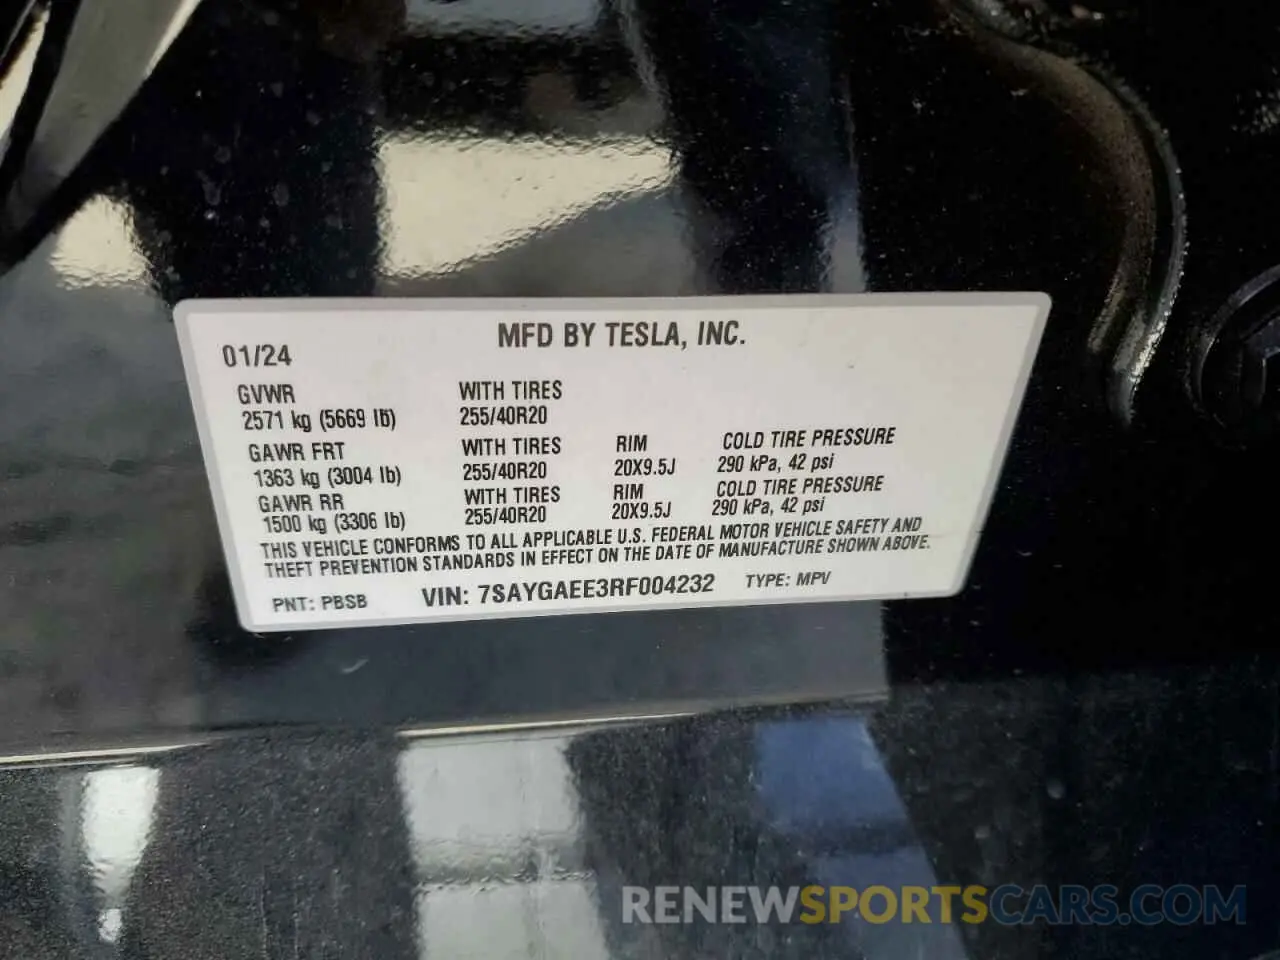 MFD BY TESLA, INC.
01/24
GVWR WITH TIRES
2571 kg (5669 lb) 255/40R20
GAWR FRT WITH TIRES RIM COLD TIRE PRESSURE
1363 kg (3004 lb) 255/40R20 20X9.5J 290 kPa, 42 psi
GAWR RR WITH TIRES RIM COLD TIRE PRESSURE
1500 kg (3306 lb) 255/40R20 20X9.5J 290 kPa, 42 psi
THIS VEHICLE CONFORMS TO ALL APPLICABLE U.S. FEDERAL MOTOR VEHICLE SAFETY AND
THEFT PREVENTION STANDARDS IN EFFECT ON THE DATE OF MANUFACTURE SHOWN ABOVE.
PNT: PBSB VIN: 7SAYGAEE3RF004232 TYPE: MPV
RENEWSPORTSCARS.COM